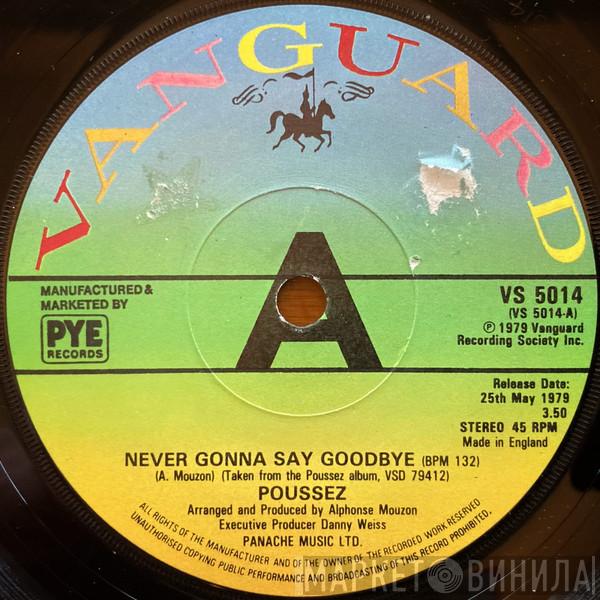 VANGUARD
MANUFACTURED &
MARKETED BY
PYE
RECORDS
A
VS 5014
(VS 5014-A)
℗ 1979 Vanguard
Recording Society Inc.
Release Date:
25th May 1979
3.50
STEREO 45 RPM
Made in England
NEVER GONNA SAY GOODBYE (BPM 132)
(A. Mouzon) (Taken from the Poussez album, VSD 79412)
POUSSEZ
Arranged and Produced by Alphonse Mouzon
Executive Producer Danny Weiss
PANACHE MUSIC LTD.
ALL RIGHTS OF THE MANUFACTURER AND OF THE OWNER OF THE RECORDED WORK RESERVED
UNAUTHORISED COPYING PUBLIC PERFORMANCE AND BROADCASTING OF THIS RECORD PROHIBITED.
МАРКЕТ ВИНИЛА